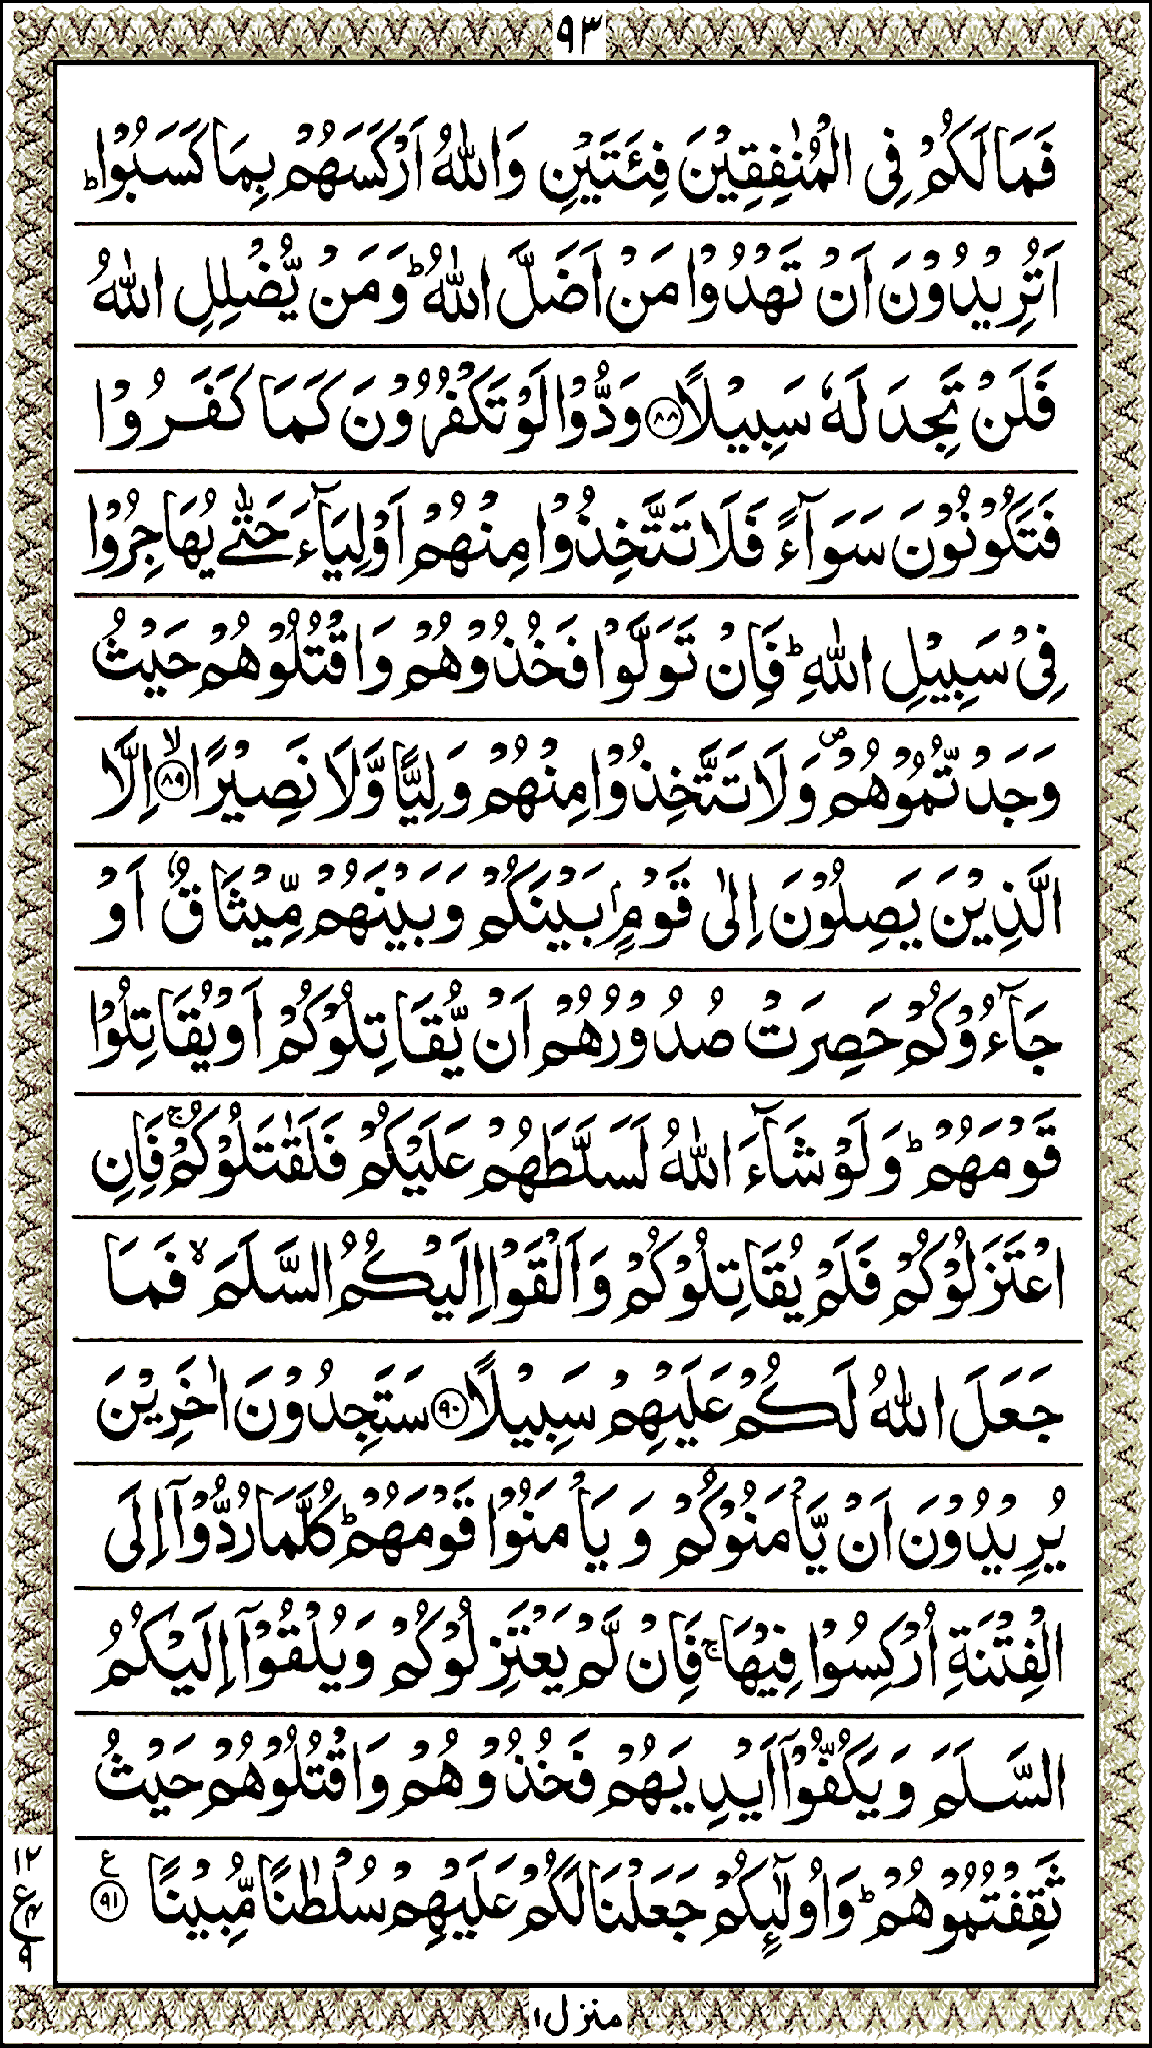 ٩٣
فَمَا لَكُمْ فِي الْمُنٰفِقِيْنَ فِئَتَيْنِ وَاللّٰهُ اَرْكَسَهُمْ بِمَا كَسَبُوْا ؕ
اَتُرِيْدُوْنَ اَنْ تَهْدُوْا مَنْ اَضَلَّ اللّٰهُ ؕ وَمَنْ يُّضْلِلِ اللّٰهُ
فَلَنْ تَجِدَ لَهٗ سَبِيْلًا ﴿٨٨﴾ وَدُّوْا لَوْ تَكْفُرُوْنَ كَمَا كَفَرُوْا
فَتَكُوْنُوْنَ سَوَآءً فَلَا تَتَّخِذُوْا مِنْهُمْ اَوْلِيَآءَ حَتّٰى يُهَاجِرُوْا
فِيْ سَبِيْلِ اللّٰهِ ؕ فَاِنْ تَوَلَّوْا فَخُذُوْهُمْ وَاقْتُلُوْهُمْ حَيْثُ
وَجَدْتُّمُوْهُمْ ۪ وَلَا تَتَّخِذُوْا مِنْهُمْ وَلِيًّا وَّلَا نَصِيْرًا ۙ﴿٨٩﴾ اِلَّا
الَّذِيْنَ يَصِلُوْنَ اِلٰى قَوْمٍۭ بَيْنَكُمْ وَبَيْنَهُمْ مِّيْثَاقٌ اَوْ
جَآءُوْكُمْ حَصِرَتْ صُدُوْرُهُمْ اَنْ يُّقَاتِلُوْكُمْ اَوْ يُقَاتِلُوْا
قَوْمَهُمْ ؕ وَلَوْ شَآءَ اللّٰهُ لَسَلَّطَهُمْ عَلَيْكُمْ فَلَقٰتَلُوْكُمْ ۚ فَاِنِ
اعْتَزَلُوْكُمْ فَلَمْ يُقَاتِلُوْكُمْ وَاَلْقَوْا اِلَيْكُمُ السَّلَمَ ۙ فَمَا
جَعَلَ اللّٰهُ لَكُمْ عَلَيْهِمْ سَبِيْلًا ﴿٩٠﴾ سَتَجِدُوْنَ اٰخَرِيْنَ
يُرِيْدُوْنَ اَنْ يَّاْمَنُوْكُمْ وَيَاْمَنُوْا قَوْمَهُمْ ؕ كُلَّمَا رُدُّوْۤا اِلَى
الْفِتْنَةِ اُرْكِسُوْا فِيْهَا ۚ فَاِنْ لَّمْ يَعْتَزِلُوْكُمْ وَيُلْقُوْۤا اِلَيْكُمُ
السَّلَمَ وَيَكُفُّوْۤا اَيْدِيَهُمْ فَخُذُوْهُمْ وَاقْتُلُوْهُمْ حَيْثُ
ثَقِفْتُمُوْهُمْ ؕ وَاُولٰٓئِكُمْ جَعَلْنَا لَكُمْ عَلَيْهِمْ سُلْطٰنًا مُّبِيْنًا ﴿٩١﴾ ع
١٢
ع ٤
٩
منزل ١